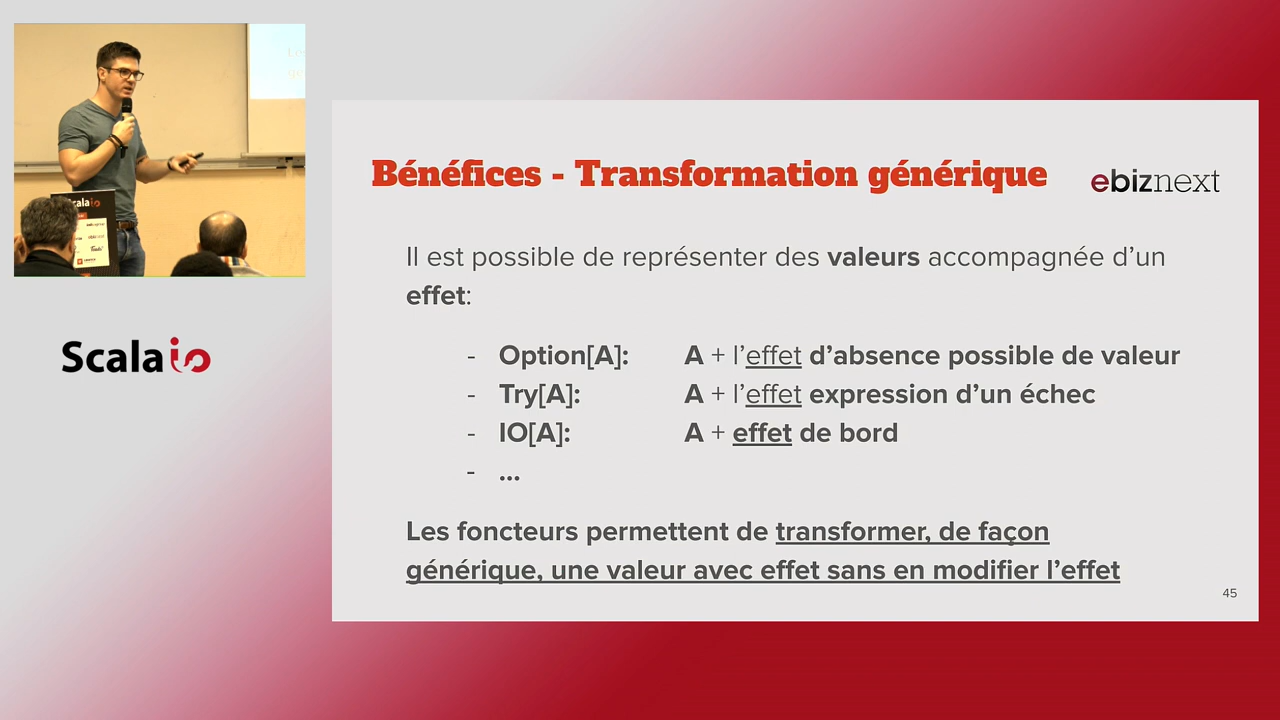 Bénéfices - Transformation générique
ebiznext
Il est possible de représenter des valeurs accompagnée d'un
effet:
- Option[A]: A + l'effet d'absence possible de valeur
- Try[A]: A + l'effet expression d'un échec
- IO[A]: A + effet de bord
- ...
Les foncteurs permettent de transformer, de façon
générique, une valeur avec effet sans en modifier l'effet
45
Scala io